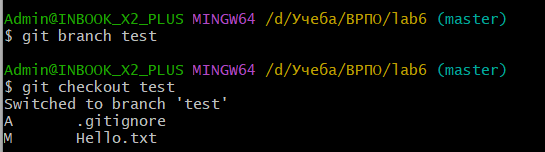 Admin@INBOOK_X2_PLUS MINGW64 /d/Учеба/ВРПО/lab6 (master)
$ git branch test
Admin@INBOOK_X2_PLUS MINGW64 /d/Учеба/ВРПО/lab6 (master)
$ git checkout test
Switched to branch 'test'
A       .gitignore
M       Hello.txt